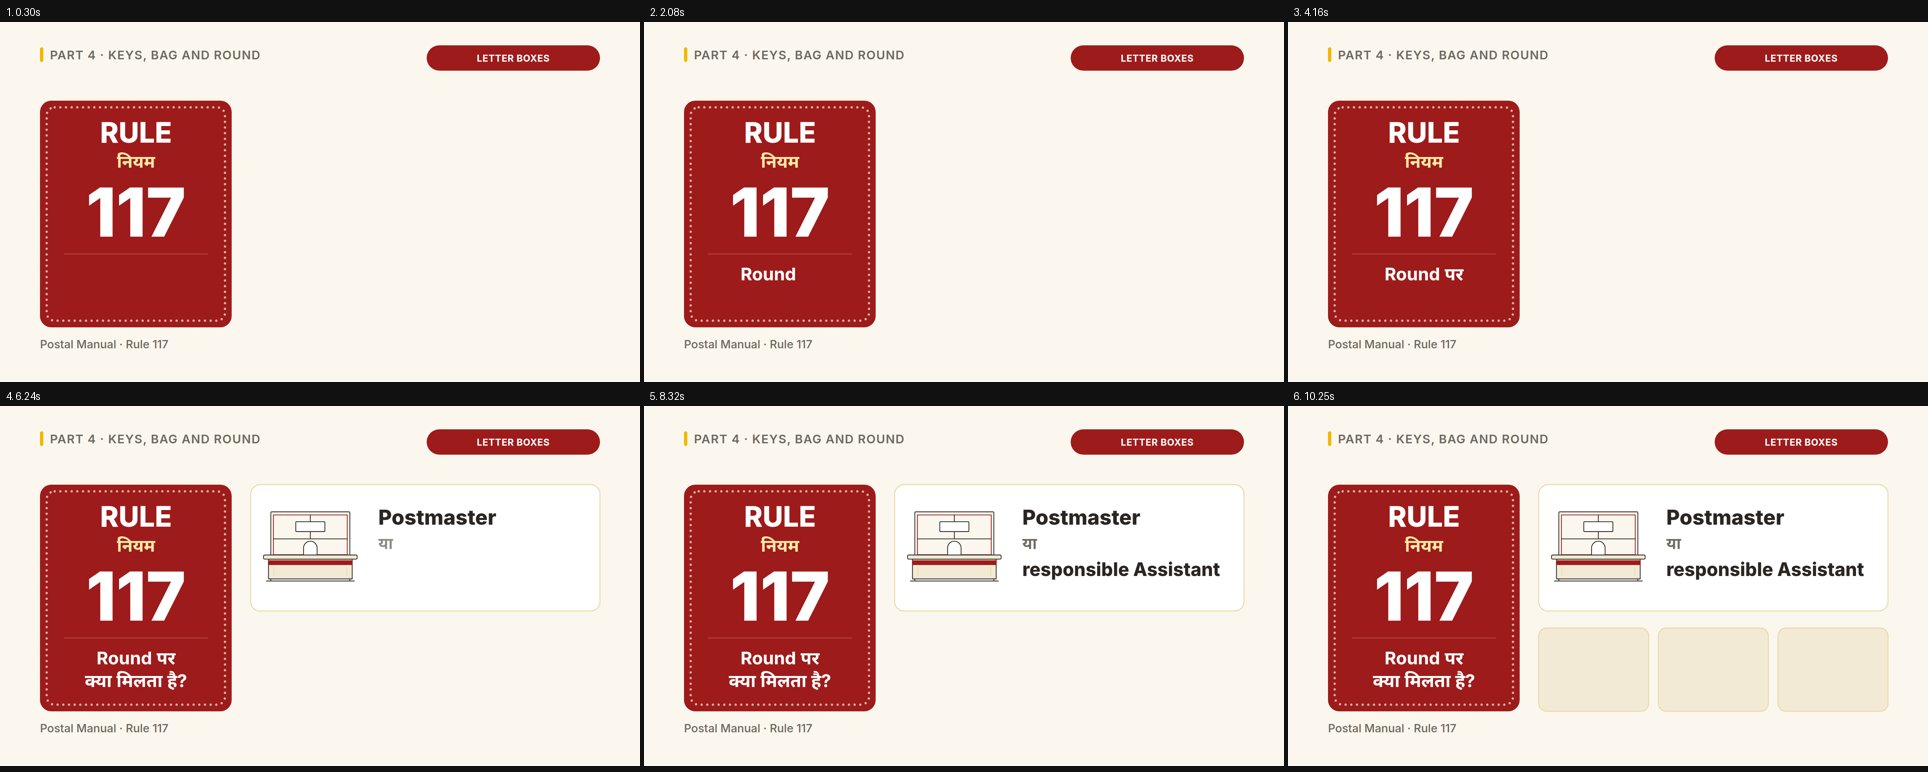 1. 0.30s
PART 4 · KEYS, BAG AND ROUND
LETTER BOXES
RULE
नियम
117
Postal Manual · Rule 117
2. 2.08s
PART 4 · KEYS, BAG AND ROUND
LETTER BOXES
RULE
नियम
117
Round
Postal Manual · Rule 117
3. 4.16s
PART 4 · KEYS, BAG AND ROUND
LETTER BOXES
RULE
नियम
117
Round पर
Postal Manual · Rule 117
4. 6.24s
PART 4 · KEYS, BAG AND ROUND
LETTER BOXES
RULE
नियम
117
Round पर
क्या मिलता है?
Postmaster
या
Postal Manual · Rule 117
5. 8.32s
PART 4 · KEYS, BAG AND ROUND
LETTER BOXES
RULE
नियम
117
Round पर
क्या मिलता है?
Postmaster
या
responsible Assistant
Postal Manual · Rule 117
6. 10.25s
PART 4 · KEYS, BAG AND ROUND
LETTER BOXES
RULE
नियम
117
Round पर
क्या मिलता है?
Postmaster
या
responsible Assistant
Postal Manual · Rule 117